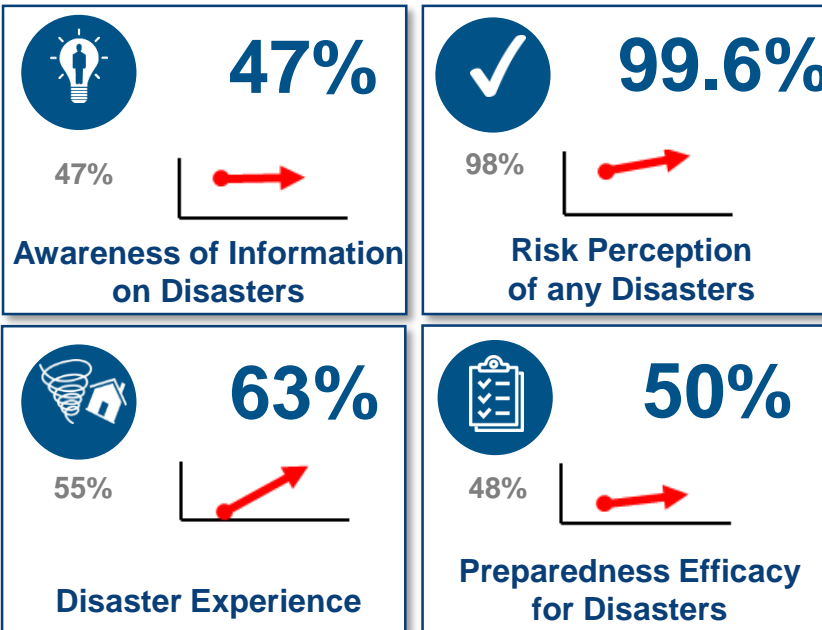 47%
47%
Awareness of Information
on Disasters
99.6%
98%
Risk Perception
of any Disasters
63%
55%
Disaster Experience
50%
48%
Preparedness Efficacy
for Disasters